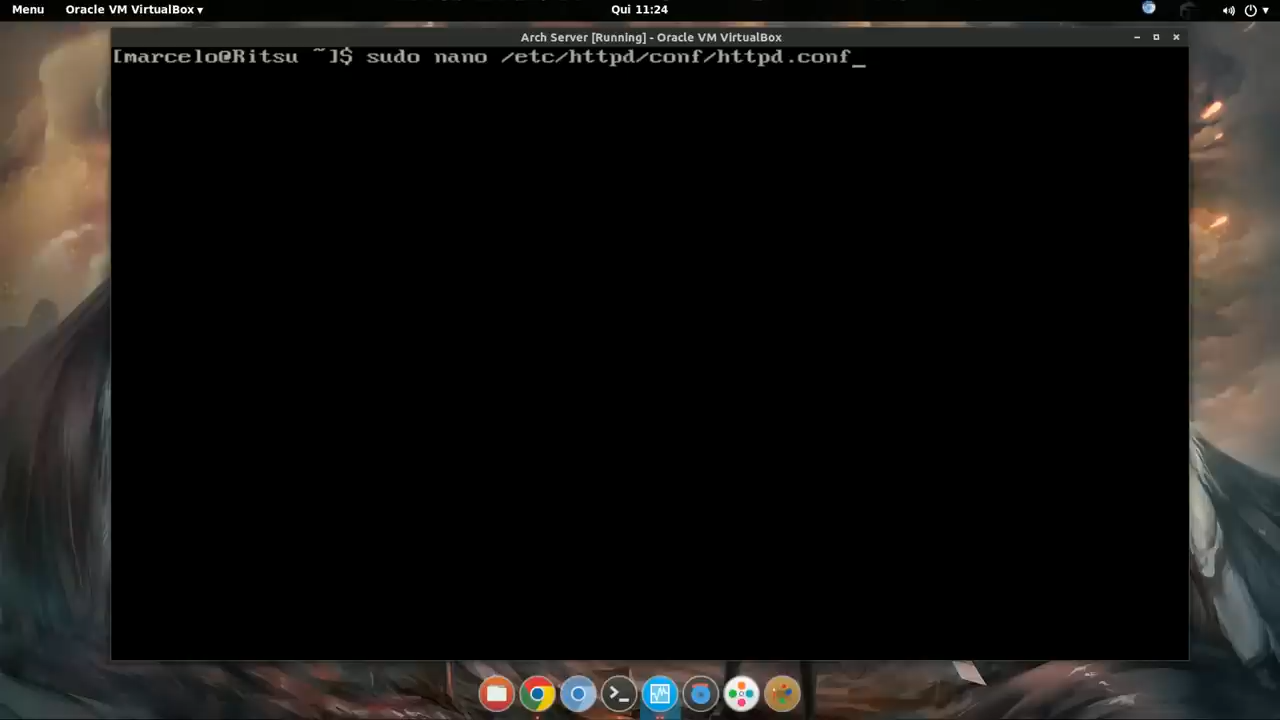 Menu Oracle VM VirtualBox ▾ Qui 11:24
Arch Server [Running] - Oracle VM VirtualBox
[marcelo@Ritsu ~]$ sudo nano /etc/httpd/conf/httpd.conf_